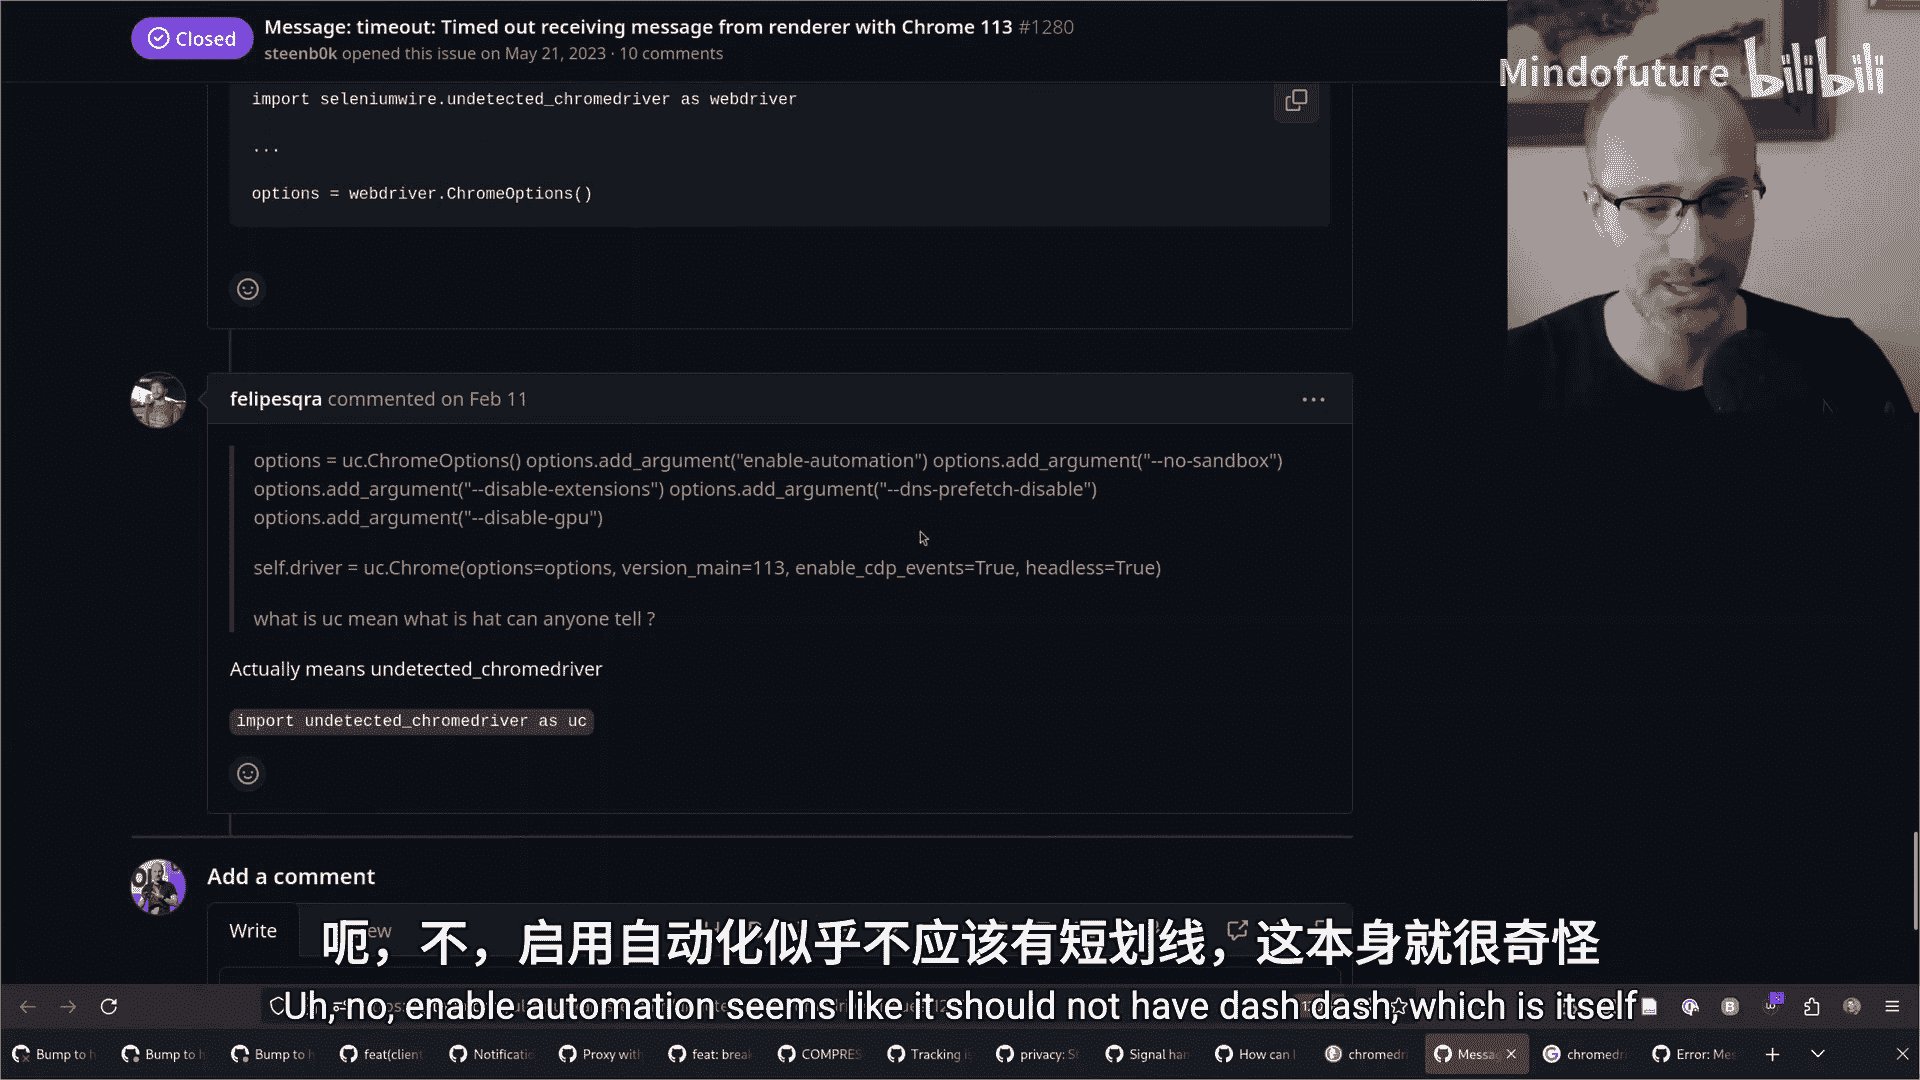 Closed
Message: timeout: Timed out receiving message from renderer with Chrome 113 #1280
steenb0k opened this issue on May 21, 2023 · 10 comments
Mindofuture bilibili
import seleniumwire.undetected_chromedriver as webdriver
...
options = webdriver.ChromeOptions()
felipesqra commented on Feb 11
options = uc.ChromeOptions() options.add_argument("enable-automation") options.add_argument("--no-sandbox")
options.add_argument("--disable-extensions") options.add_argument("--dns-prefetch-disable")
options.add_argument("--disable-gpu")
self.driver = uc.Chrome(options=options, version_main=113, enable_cdp_events=True, headless=True)
what is uc mean what is hat can anyone tell ?
Actually means undetected_chromedriver
import undetected_chromedriver as uc
Add a comment
Write
呃，不，启用自动化似乎不应该有短划线，这本身就很奇怪
Uh, no, enable automation seems like it should not have dash dash, which is itself
Bump to h Bump to h Bump to h feat(client Notificatio Proxy with feat: break COMPRES Tracking is privacy: S Signal han How can I chromedr Messa chromedr Error: Mes